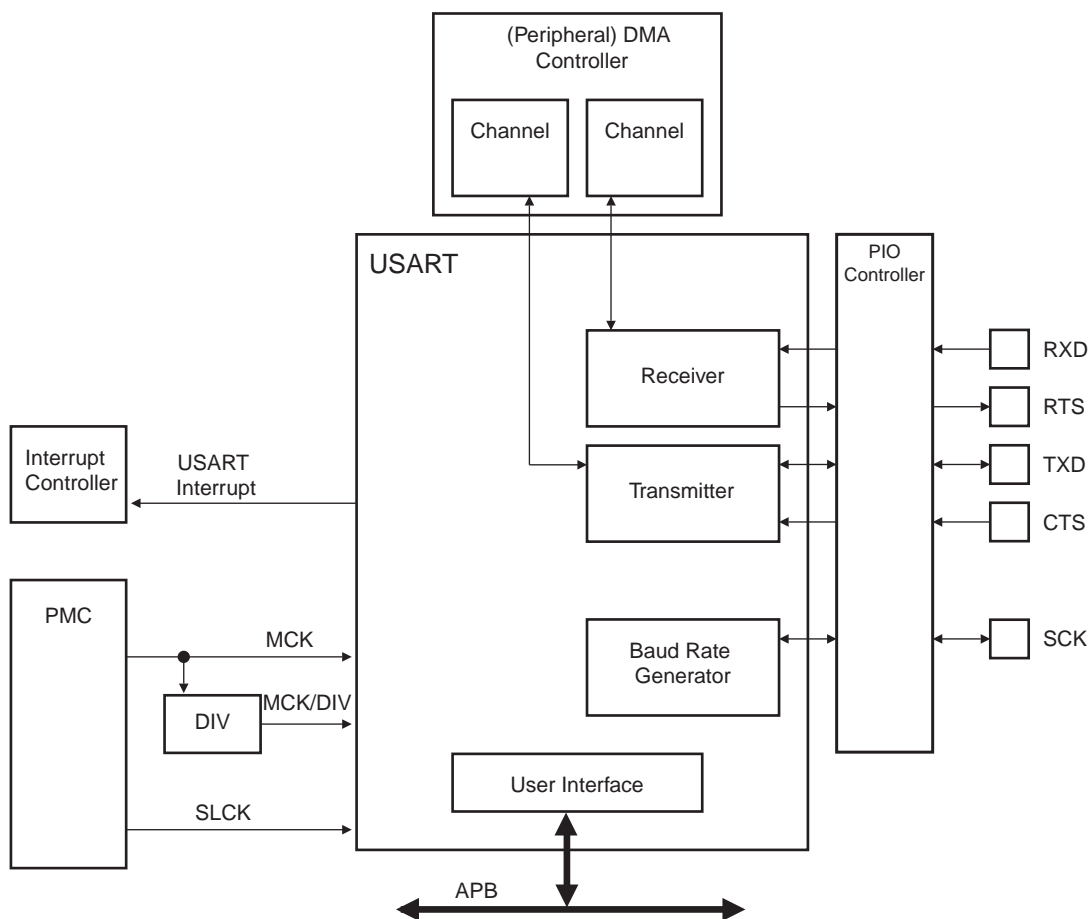 (Peripheral) DMA
Controller
Channel
Channel
USART
PIO
Controller
Receiver
RXD
RTS
Interrupt
Controller
USART
Interrupt
Transmitter
TXD
CTS
PMC
MCK
Baud Rate
Generator
SCK
DIV
MCK/DIV
User Interface
SLCK
APB